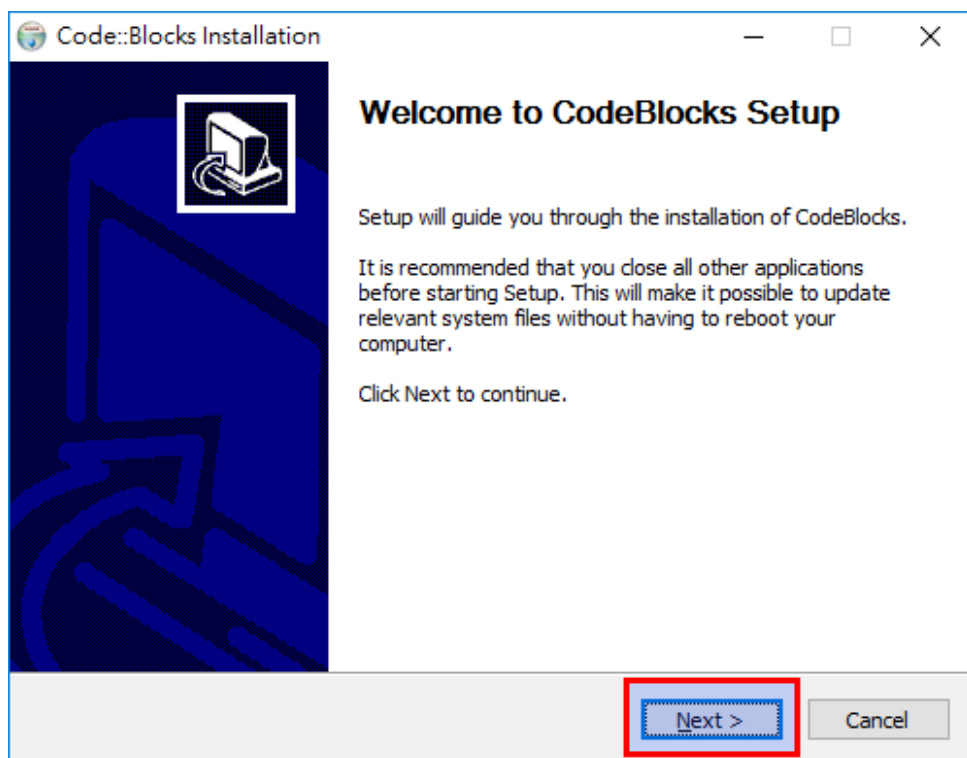 Code::Blocks Installation
Welcome to CodeBlocks Setup
Setup will guide you through the installation of CodeBlocks.
It is recommended that you close all other applications
before starting Setup. This will make it possible to update
relevant system files without having to reboot your
computer.
Click Next to continue.
Next >
Cancel